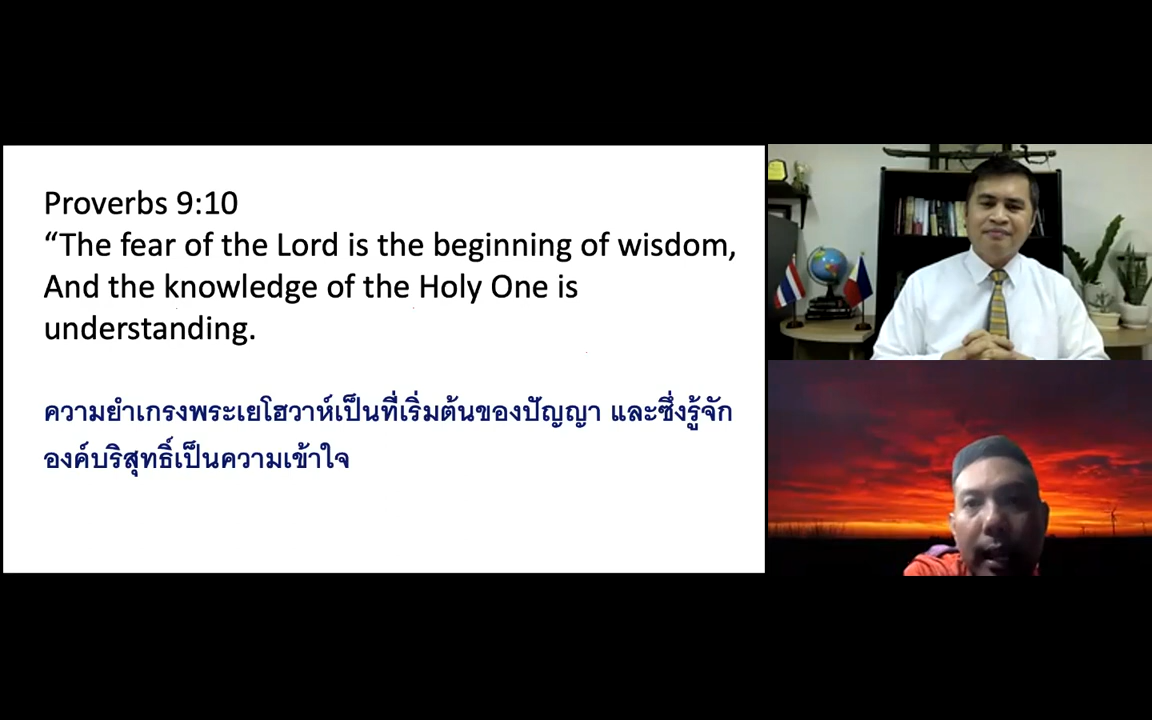 Proverbs 9:10
“The fear of the Lord is the beginning of wisdom,
And the knowledge of the Holy One is
understanding.
ความยำเกรงพระเยโฮวาห์เป็นที่เริ่มต้นของปัญญา และซึ่งรู้จัก
องค์บริสุทธิ์เป็นความเข้าใจ